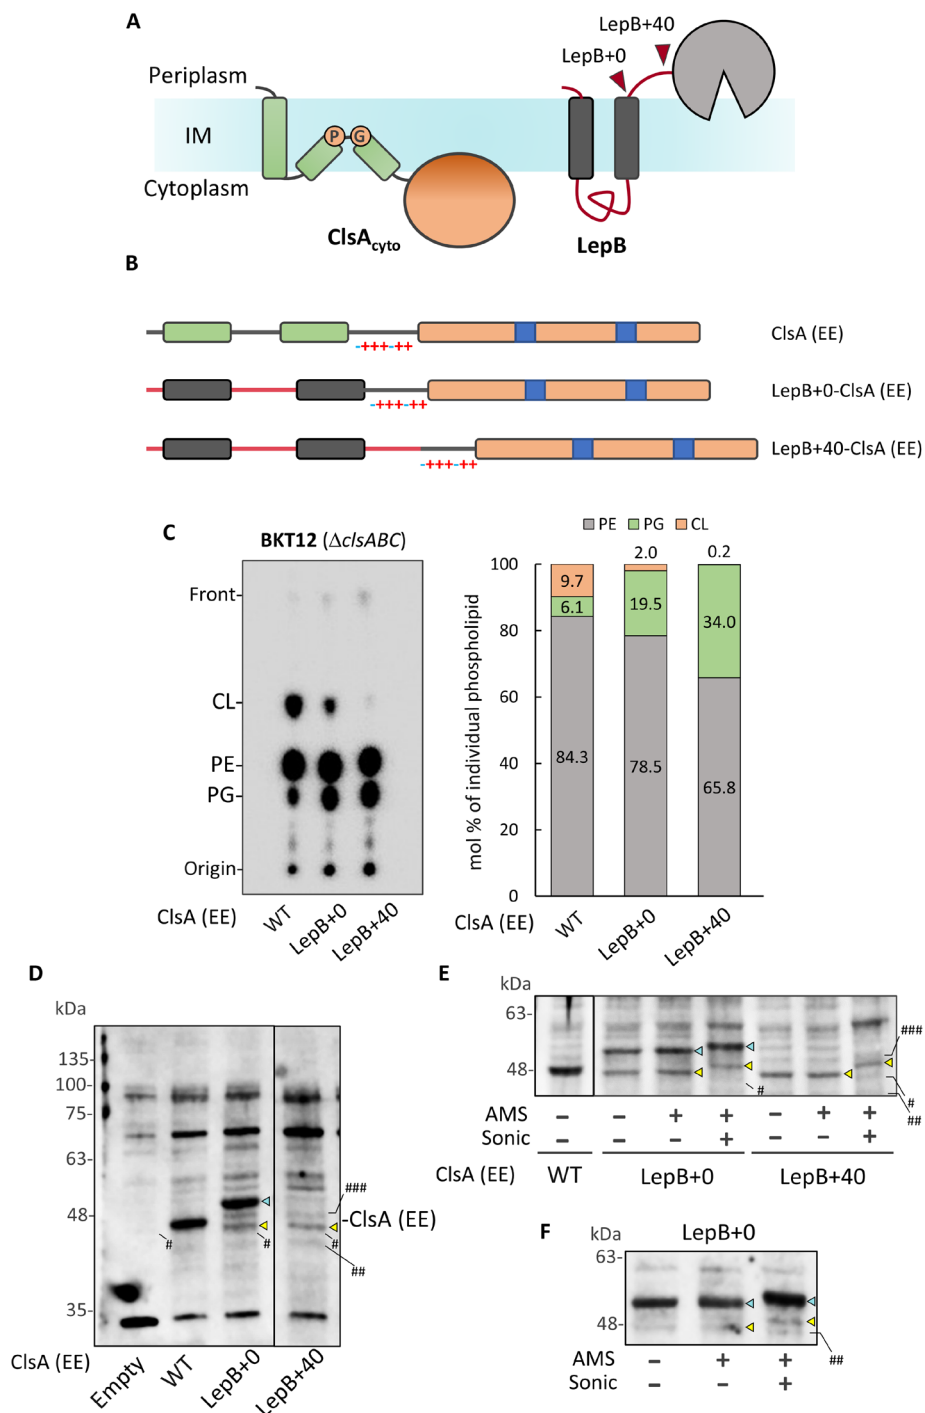 A
LepB+40
LepB+0
Periplasm
IM
P G
Cytoplasm
ClsAcyto
LepB
B
ClsA (EE)
-+++-++
LepB+0-ClsA (EE)
-+++-++
LepB+40-ClsA (EE)
-+++-++
C
BKT12 (ΔclsABC)
Front-
CL-
PE-
PG-
Origin-
ClsA (EE)
WT
LepB+0
LepB+40
PE PG CL
2.0
0.2
mol % of individual phospholipid
100
80
60
40
20
0
9.7
6.1
84.3
19.5
78.5
34.0
65.8
ClsA (EE)
WT
LepB+0
LepB+40
D
kDa
135-
100-
75-
63-
48-
35-
###
-ClsA (EE)
# # #
##
ClsA (EE)
Empty
WT
LepB+0
LepB+40
E
kDa
63-
48-
###
#
#
##
AMS - - + + - + +
Sonic - - - + - - +
ClsA (EE) WT LepB+0 LepB+40
F
kDa
LepB+0
63-
48-
##
AMS - + +
Sonic - - +